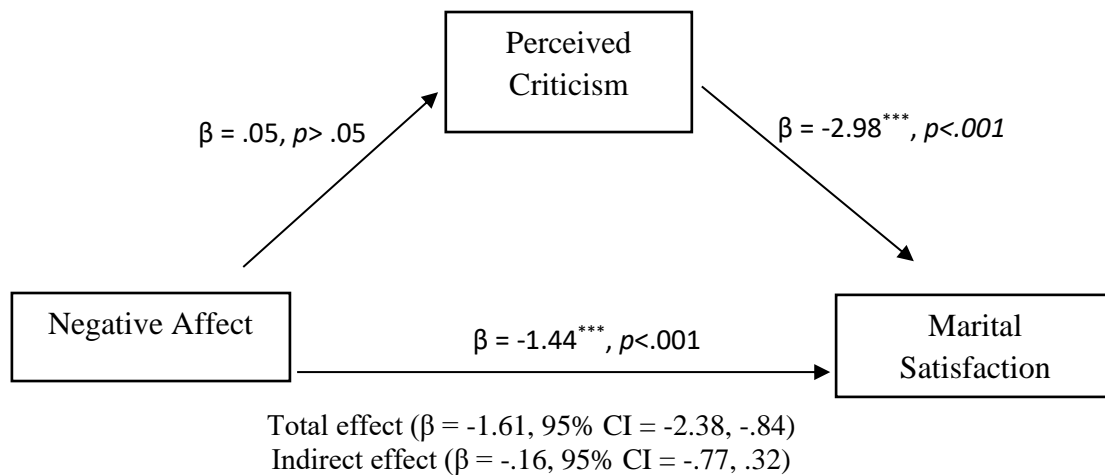 Perceived
Criticism
β = .05, p> .05
β = -2.98***, p<.001
Negative Affect
β = -1.44***, p<.001
Marital
Satisfaction
Total effect (β = -1.61, 95% CI = -2.38, -.84)
Indirect effect (β = -.16, 95% CI = -.77, .32)